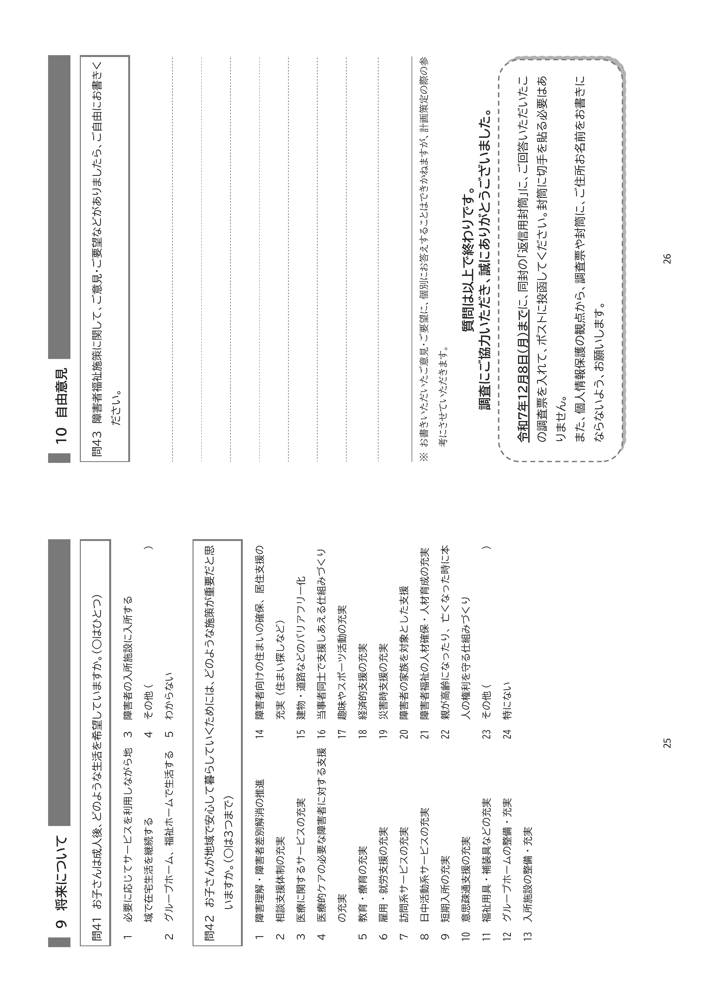 9 将来について
問41 お子さんは成人後、どのような生活を希望していますか。(○はひとつ)
1 必要に応じてサービスを利用しながら地
域で在宅生活を継続する
2 グループホーム、福祉ホームで生活する
3 障害者の入所施設に入所する
4 その他( )
5 わからない
問42 お子さんが地域で安心して暮らしていくためには、どのような施策が重要だと思
いますか。(○は3つまで)
1 障害理解・障害者差別解消の推進
2 相談支援体制の充実
3 医療に関するサービスの充実
4 医療的ケアの必要な障害者に対する支援
の充実
5 教育・療育の充実
6 雇用・就労支援の充実
7 訪問系サービスの充実
8 日中活動系サービスの充実
9 短期入所の充実
10 意思疎通支援の充実
11 福祉用具・補装具などの充実
12 グループホームの整備・充実
13 入所施設の整備・充実
14 障害者向けの住まいの確保、居住支援の
充実(住まい探しなど)
15 建物・道路などのバリアフリー化
16 当事者同士で支援しあえる仕組みづくり
17 趣味やスポーツ活動の充実
18 経済的支援の充実
19 災害時支援の充実
20 障害者の家族を対象とした支援
21 障害者福祉の人材確保・人材育成の充実
22 親が高齢になったり、亡くなった時に本
人の権利を守る仕組みづくり
23 その他( )
24 特にない
25
10 自由意見
問43 障害者福祉施策に関して、ご意見・ご要望などがありましたら、ご自由にお書きく
ださい。
※ お書きいただいたご意見・ご要望に、個別にお答えすることはできかねますが、計画策定の際の参
考にさせていただきます。
質問は以上で終わりです。
調査にご協力いただき、誠にありがとうございました。
令和7年12月8日(月)までに、同封の「返信用封筒」に、ご回答いただいたこ
の調査票を入れて、ポストに投函してください。封筒に切手を貼る必要はあ
りません。
また、個人情報保護の観点から、調査票や封筒に、ご住所お名前をお書きに
ならないよう、お願いします。
26